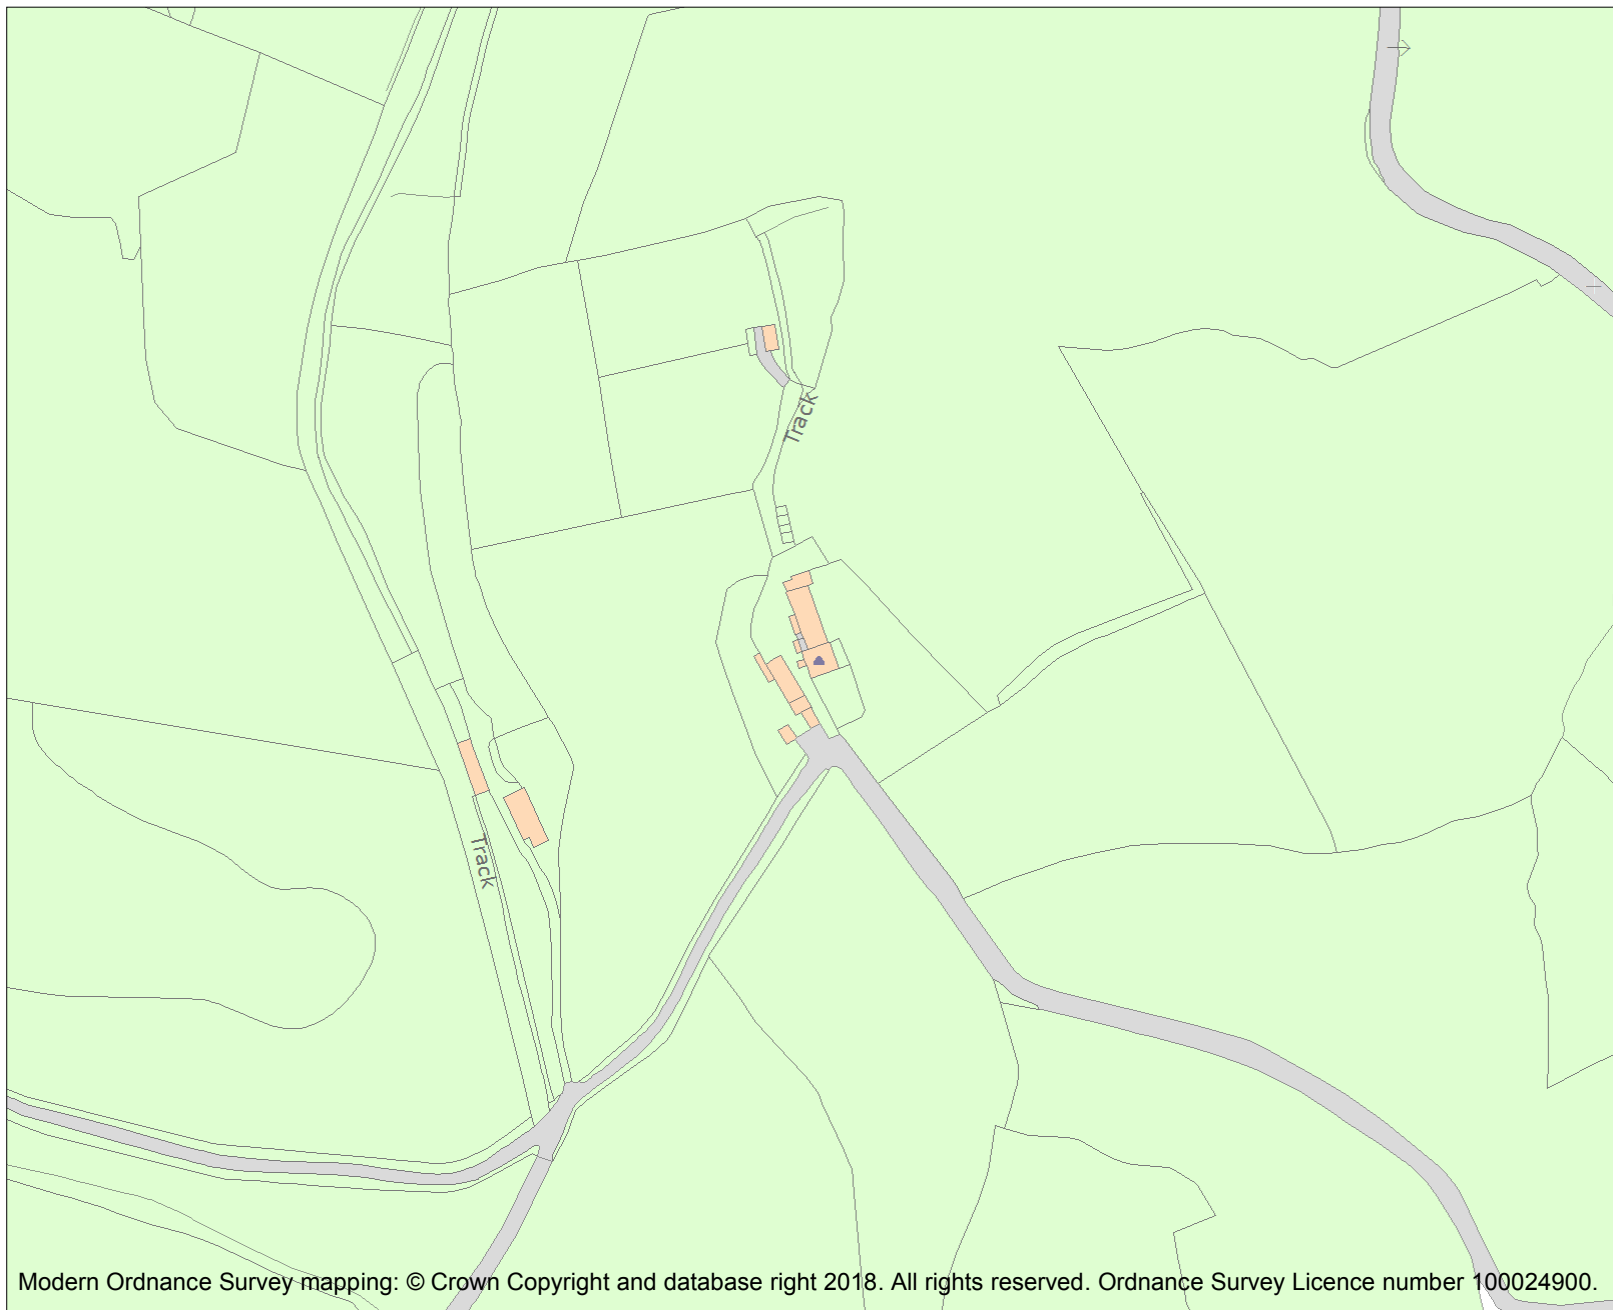 Track
Track
Modern Ordnance Survey mapping: © Crown Copyright and database right 2018. All rights reserved. Ordnance Survey Licence number 100024900.